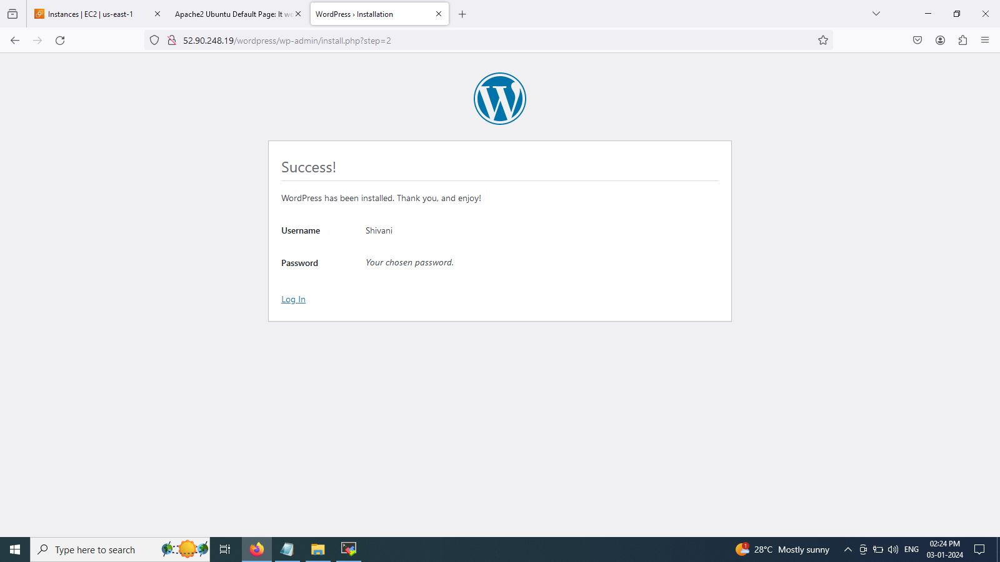 Instances | EC2 | us-east-1
Apache2 Ubuntu Default Page: It wo
WordPress › Installation
52.90.248.19/wordpress/wp-admin/install.php?step=2
Success!
WordPress has been installed. Thank you, and enjoy!
Username Shivani
Password Your chosen password.
Log In
Type here to search
1
28°C Mostly sunny
ENG
02:24 PM
03-01-2024